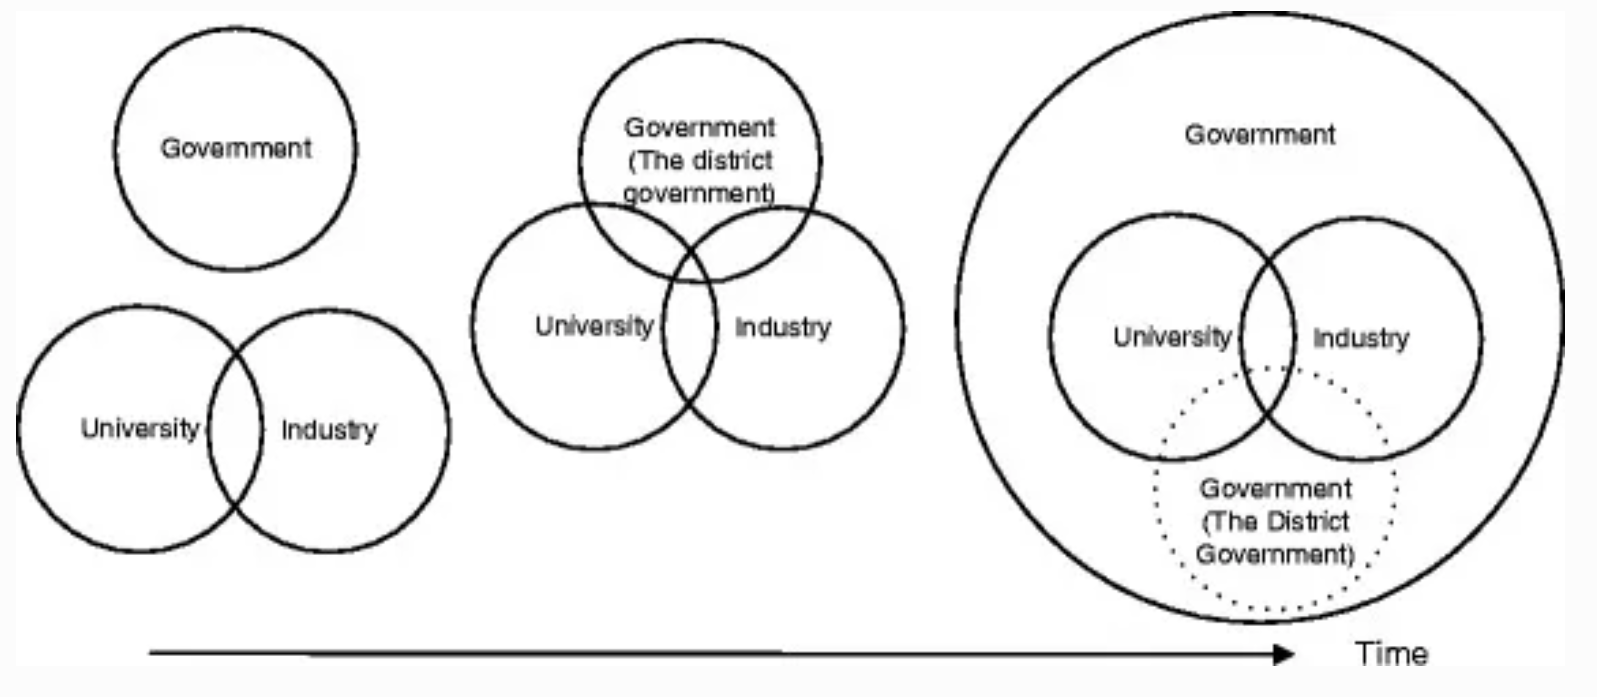 Government
University
Industry
Government
(The district
government)
University
Industry
Government
University
Industry
Government
(The District
Government)
Time